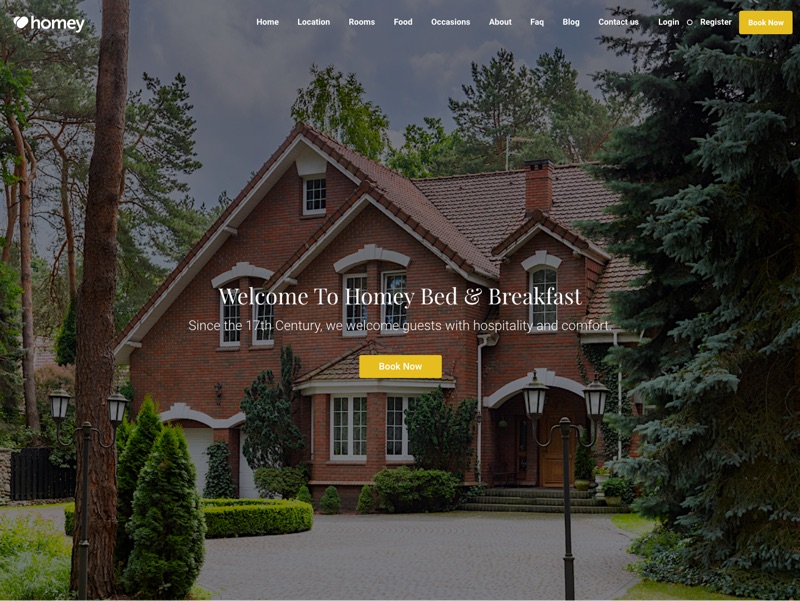 homey
Home Location Rooms Food Occasions About Faq Blog Contact us Login Register Book Now
Welcome To Homey Bed & Breakfast
Since the 17th Century, we welcome guests with hospitality and comfort.
Book Now